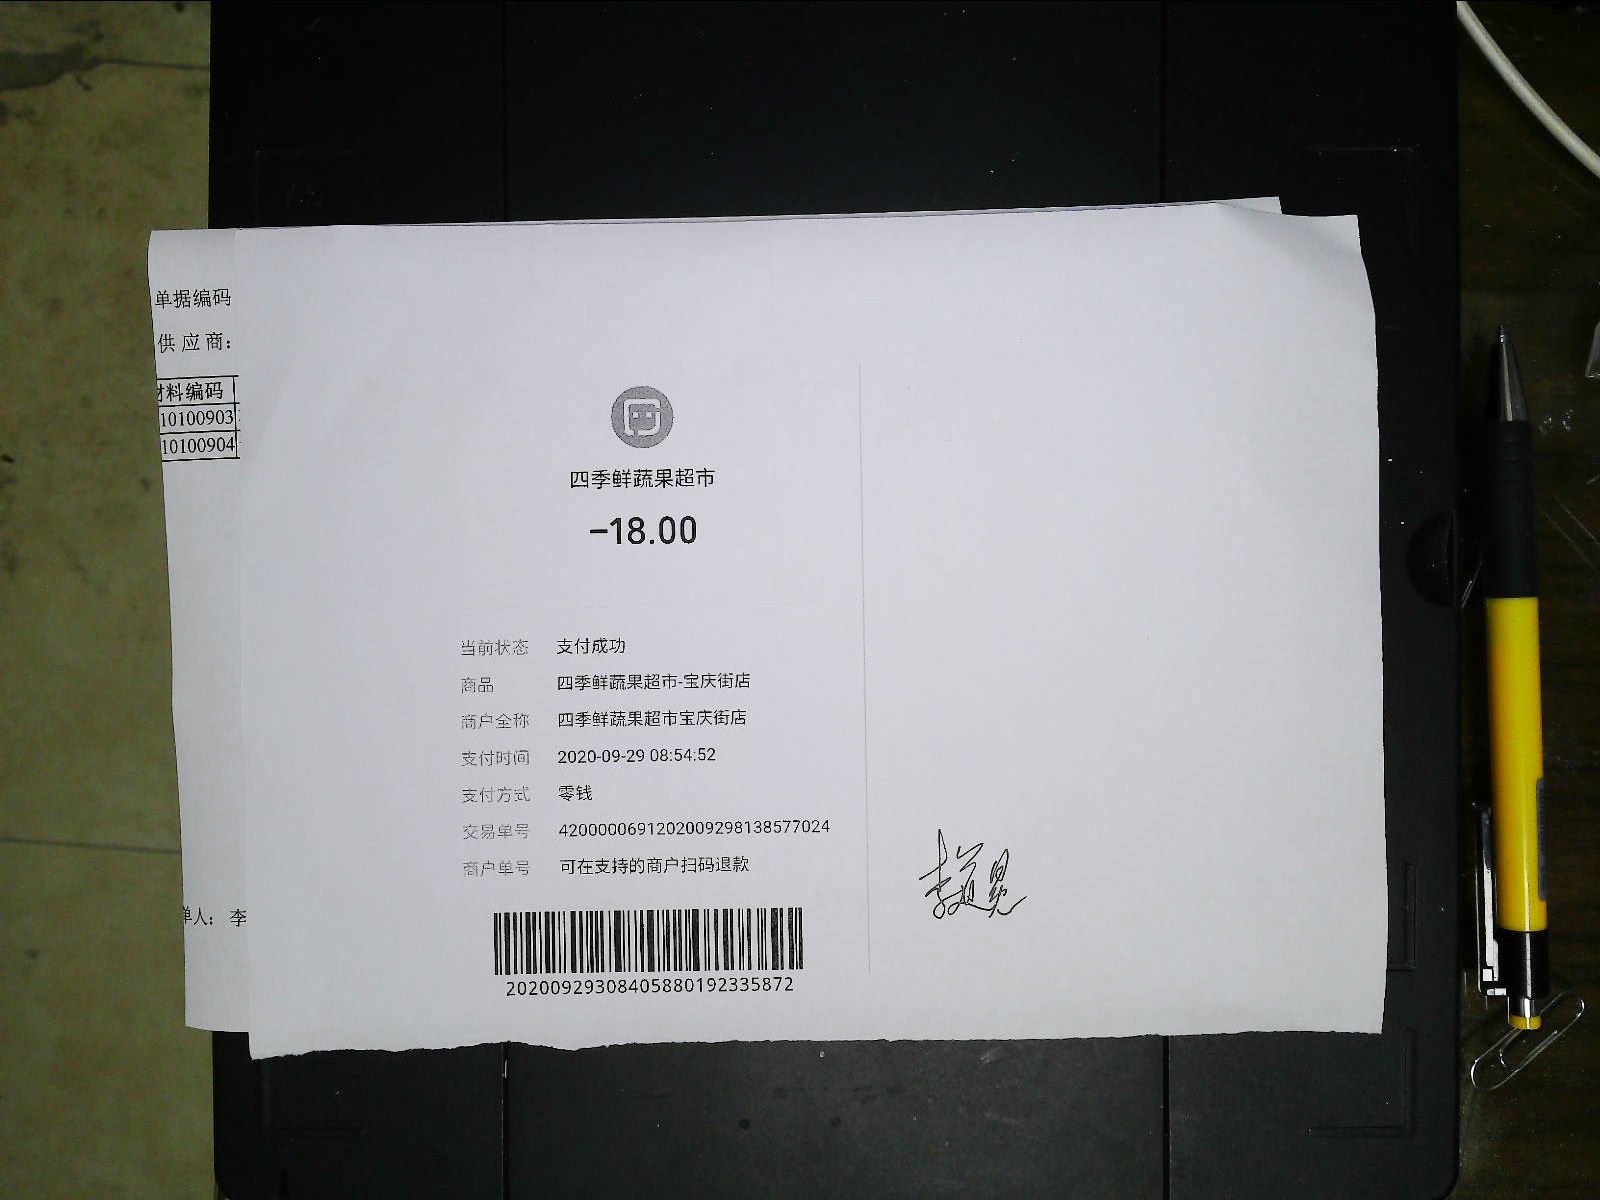 单据编码
供应商：
材料编码
10100903
10100904
单人： 李
四季鲜蔬果超市
-18.00
当前状态 支付成功
商品 四季鲜蔬果超市-宝庆街店
商户全称 四季鲜蔬果超市宝庆街店
支付时间 2020-09-29 08:54:52
支付方式 零钱
交易单号 4200000691202009298138577024
商户单号 可在支持的商户扫码退款
20200929308405880192335872